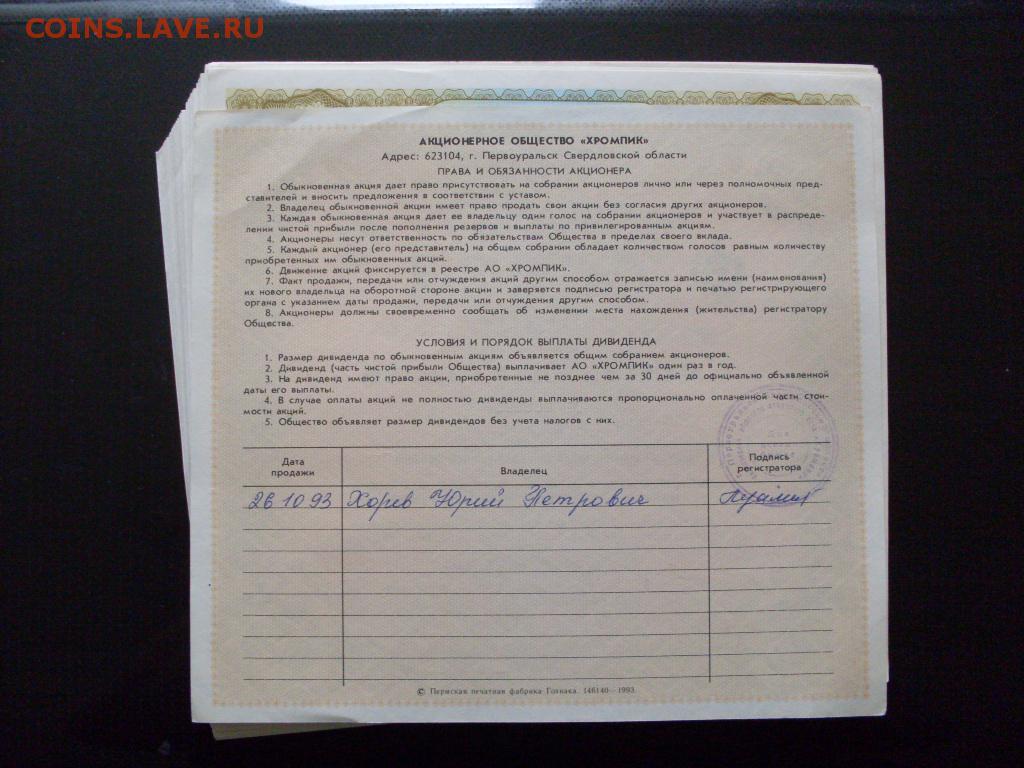 COINS.LAVE.RU
АКЦИОНЕРНОЕ ОБЩЕСТВО «ХРОМПИК»
Адрес: 623104, г. Первоуральск Свердловской области
ПРАВА И ОБЯЗАННОСТИ АКЦИОНЕРА
1. Обыкновенная акция дает право присутствовать на собрании акционеров лично или через полномочных пред-
ставителей и вносить предложения в соответствии с уставом.
2. Владелец обыкновенной акции имеет право продать свои акции без согласия других акционеров.
3. Каждая обыкновенная акция дает ее владельцу один голос на собрании акционеров и участвует в распреде-
лении чистой прибыли после пополнения резервов и выплаты по привилегированным акциям.
4. Акционеры несут ответственность по обязательствам Общества в пределах своего вклада.
5. Каждый акционер (его представитель) на общем собрании обладает количеством голосов равным количеству
приобретенных им обыкновенных акций.
6. Движение акций фиксируется в реестре АО «ХРОМПИК».
7. Факт продажи, передачи или отчуждения акций другим способом отражается записью имени (наименования)
их нового владельца на оборотной стороне акции и заверяется подписью регистратора и печатью регистрирующего
органа с указанием даты продажи, передачи или отчуждения другим способом.
8. Акционеры должны своевременно сообщать об изменении места нахождения (жительства) регистратору
Общества.
УСЛОВИЯ И ПОРЯДОК ВЫПЛАТЫ ДИВИДЕНДА
1. Размер дивиденда по обыкновенным акциям объявляется общим собранием акционеров.
2. Дивиденд (часть чистой прибыли Общества) выплачивает АО «ХРОМПИК» один раз в год.
3. На дивиденд имеют право акции, приобретенные не позднее чем за 30 дней до официально объявленной
даты его выплаты.
4. В случае оплаты акций не полностью дивиденды выплачиваются пропорционально оплаченной части стои-
мости акций.
5. Общество объявляет размер дивидендов без учета налогов с них.
Дата
продажи
Владелец
Подпись
регистратора
26 10 93 Хорев Юрий Петрович
© Пермская печатная фабрика Гознака. 146140—1993.